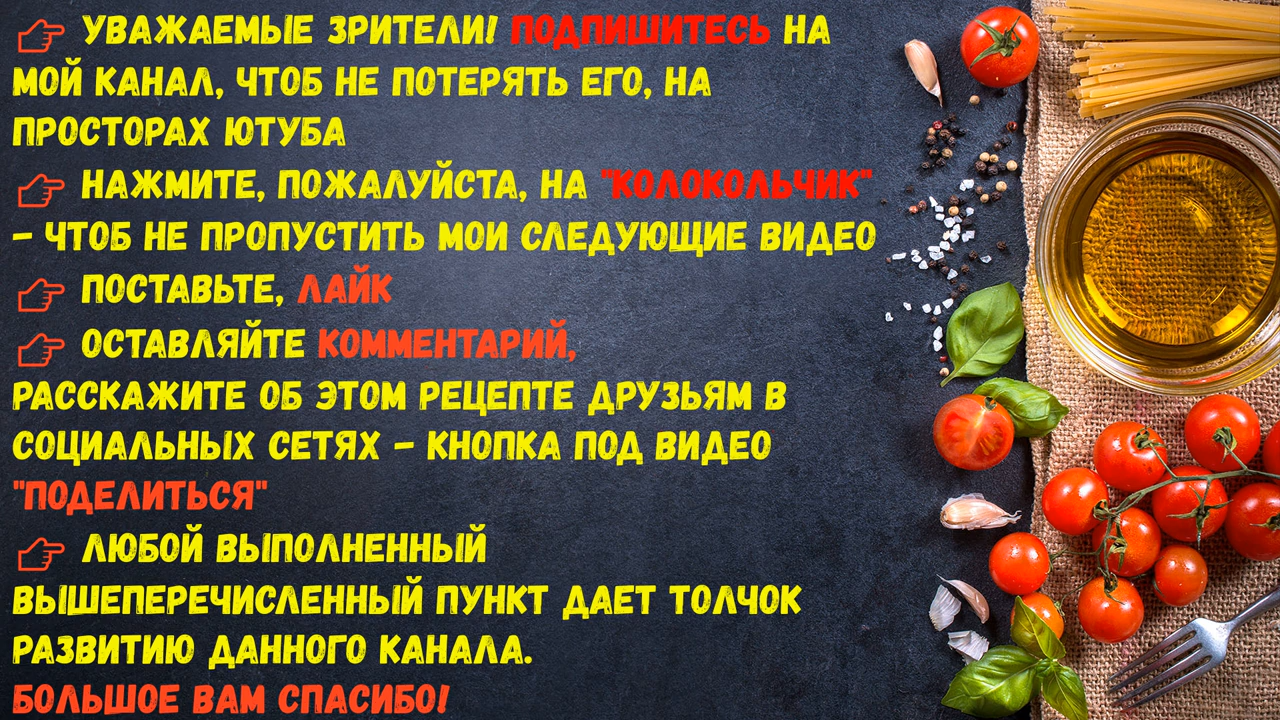 УВАЖАЕМЫЕ ЗРИТЕЛИ! ПОДПИШИТЕСЬ НА
МОЙ КАНАЛ, ЧТОБ НЕ ПОТЕРЯТЬ ЕГО, НА
ПРОСТОРАХ ЮТУБА
НАЖМИТЕ, ПОЖАЛУЙСТА, НА "КОЛОКОЛЬЧИК"
- ЧТОБ НЕ ПРОПУСТИТЬ МОИ СЛЕДУЮЩИЕ ВИДЕО
ПОСТАВЬТЕ, ЛАЙК
ОСТАВЛЯЙТЕ КОММЕНТАРИЙ,
РАССКАЖИТЕ ОБ ЭТОМ РЕЦЕПТЕ ДРУЗЬЯМ В
СОЦИАЛЬНЫХ СЕТЯХ - КНОПКА ПОД ВИДЕО
"ПОДЕЛИТЬСЯ"
ЛЮБОЙ ВЫПОЛНЕННЫЙ
ВЫШЕПЕРЕЧИСЛЕННЫЙ ПУНКТ ДАЕТ ТОЛЧОК
РАЗВИТИЮ ДАННОГО КАНАЛА.
БОЛЬШОЕ ВАМ СПАСИБО!